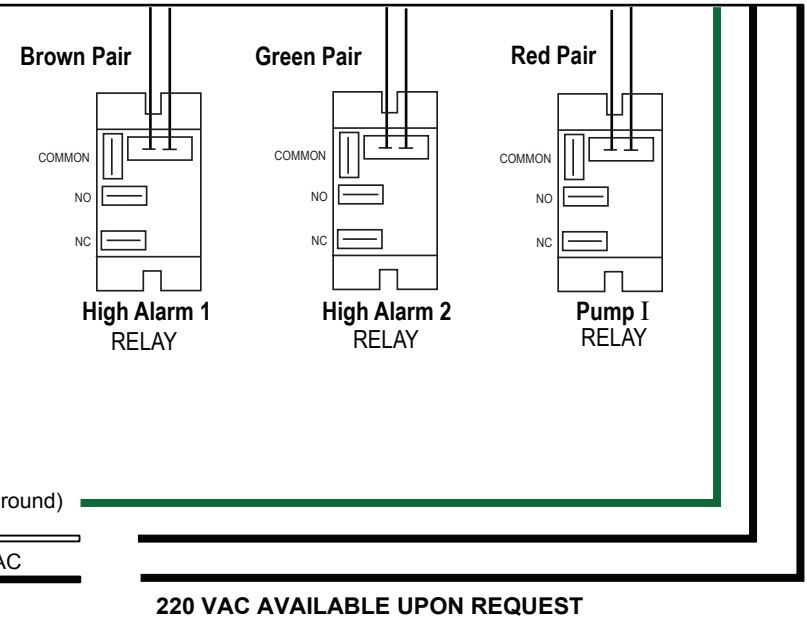 Brown Pair
Green Pair
Red Pair
COMMON
NO
NC
COMMON
NO
NC
COMMON
NO
NC
High Alarm 1
RELAY
High Alarm 2
RELAY
Pump I
RELAY
round)
AC
220 VAC AVAILABLE UPON REQUEST